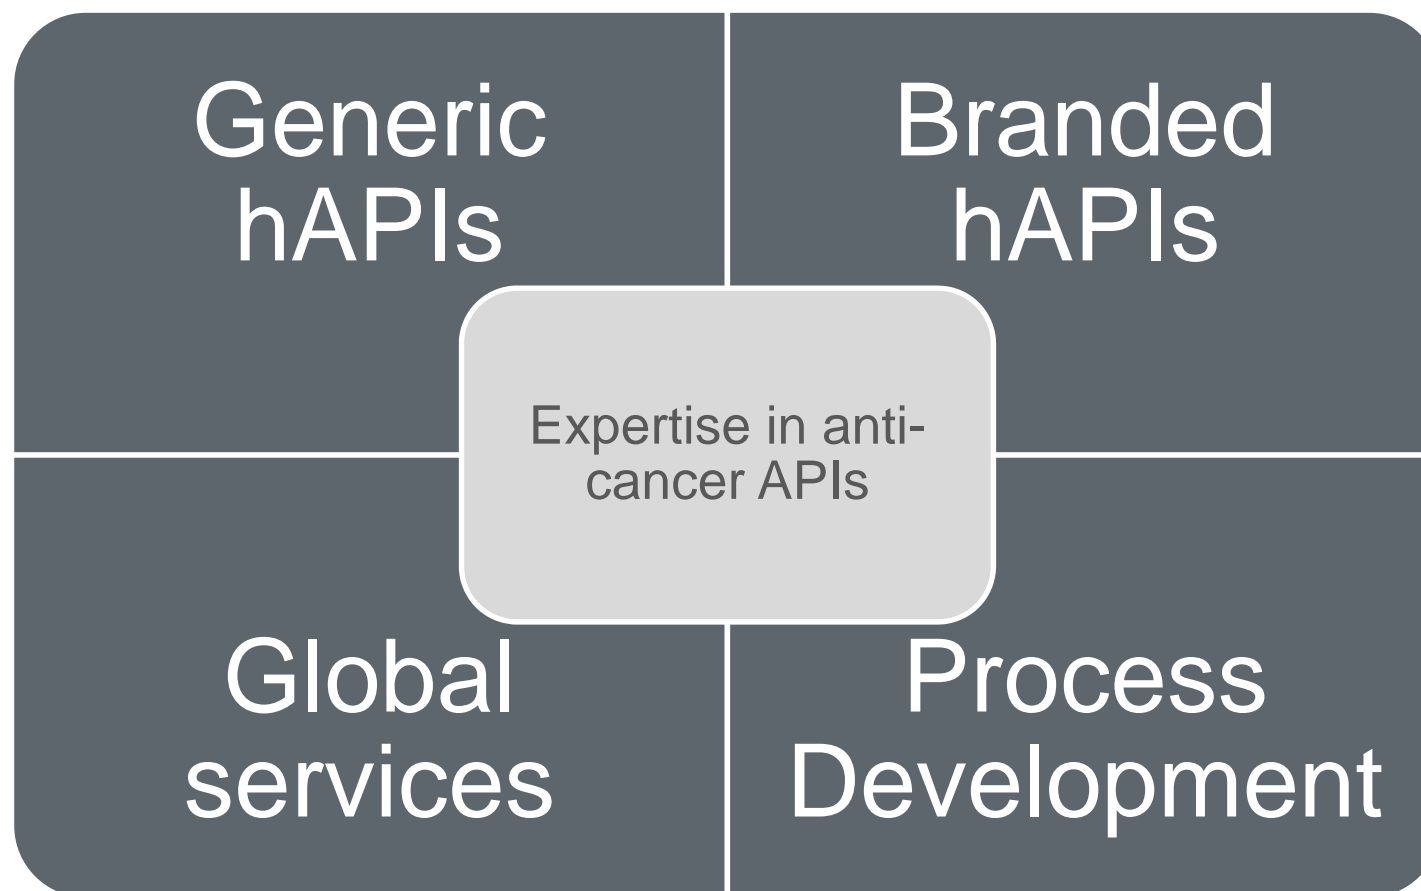 Generic
hAPIs
Branded
hAPIs
Expertise in anti-
cancer APIs
Global
services
Process
Development